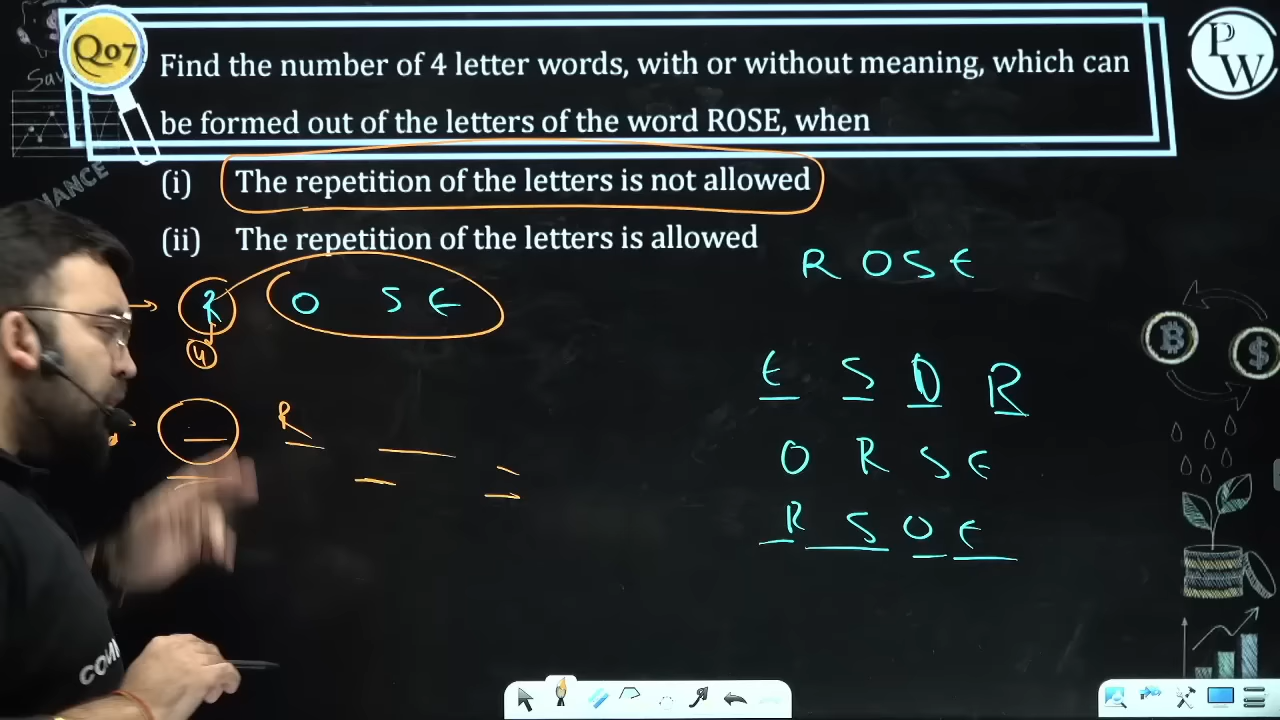 Q07
Find the number of 4 letter words, with or without meaning, which can
be formed out of the letters of the word ROSE, when
PW
(i) The repetition of the letters is not allowed
(ii) The repetition of the letters is allowed
R O S E
R O S E
4
E S O R
R
O R S E
R S O E